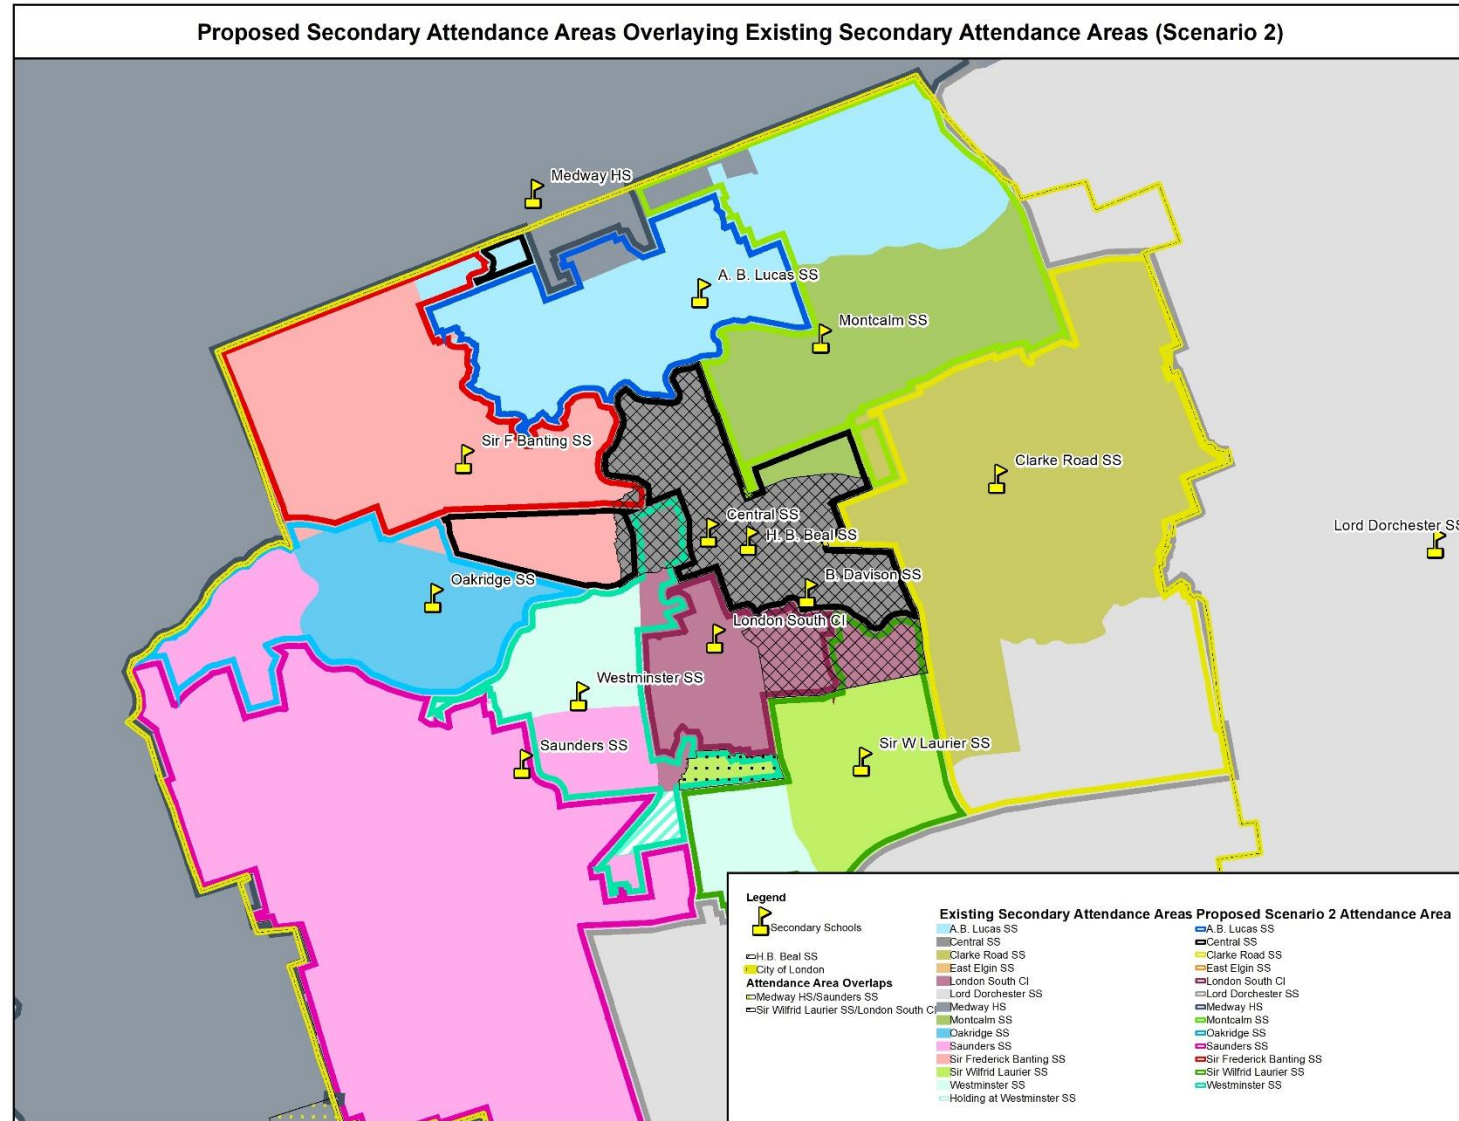 Proposed Secondary Attendance Areas Overlaying Existing Secondary Attendance Areas (Scenario 2)
Medway HS
A. B. Lucas SS
Montcalm SS
Sir F Banting SS
Clarke Road SS
Central SS
H. B. Beal SS
Lord Dorchester SS
Oakridge SS
B. Davison SS
London South CI
Westminster SS
Saunders SS
Sir W Laurier SS
Legend
Secondary Schools
H.B. Beal SS
City of London
Attendance Area Overlaps
Medway HS/Saunders SS
Sir Wilfrid Laurier SS/London South CI
Existing Secondary Attendance Areas
A.B. Lucas SS
Central SS
Clarke Road SS
East Elgin SS
London South CI
Lord Dorchester SS
Medway HS
Montcalm SS
Oakridge SS
Saunders SS
Sir Frederick Banting SS
Sir Wilfrid Laurier SS
Westminster SS
Holding at Westminster SS
Proposed Scenario 2 Attendance Area
A.B. Lucas SS
Central SS
Clarke Road SS
East Elgin SS
London South CI
Lord Dorchester SS
Medway HS
Montcalm SS
Oakridge SS
Saunders SS
Sir Frederick Banting SS
Sir Wilfrid Laurier SS
Westminster SS